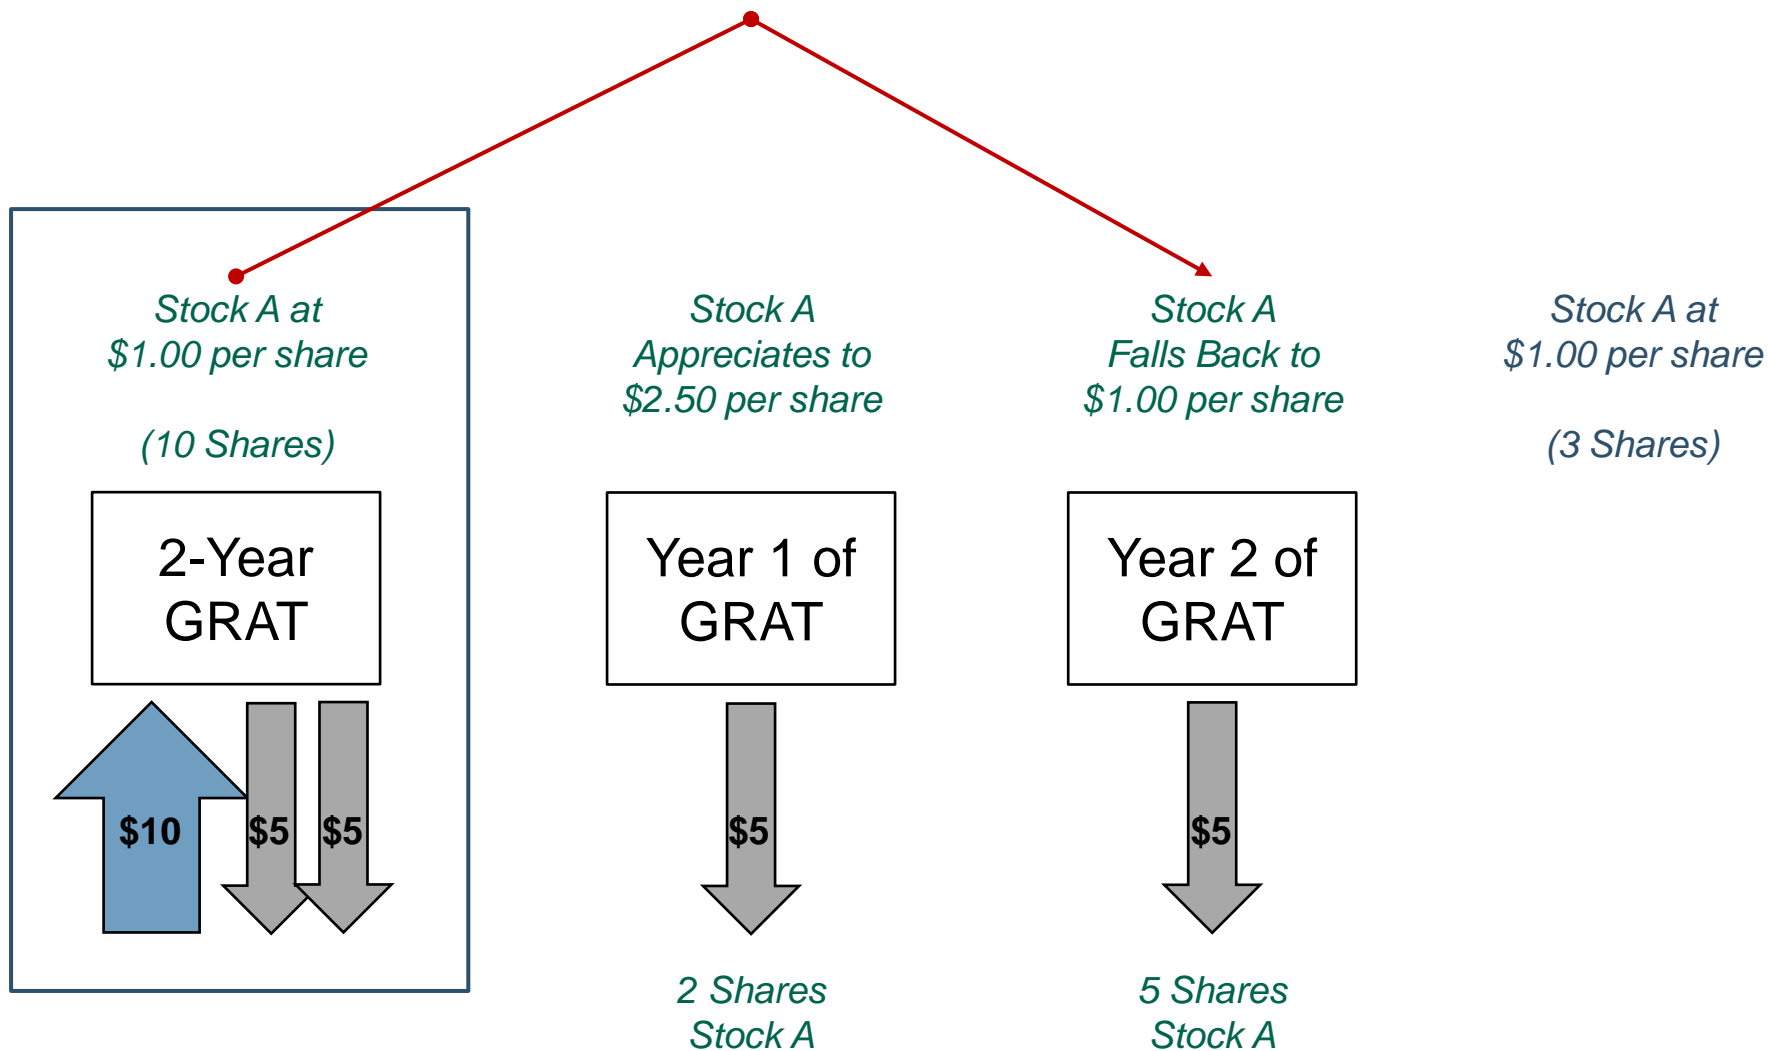 Stock A at
$1.00 per share
(10 Shares)
2-Year
GRAT
$10
$5
$5
Stock A
Appreciates to
$2.50 per share
Year 1 of
GRAT
$5
2 Shares
Stock A
Stock A
Falls Back to
$1.00 per share
Year 2 of
GRAT
$5
5 Shares
Stock A
Stock A at
$1.00 per share
(3 Shares)